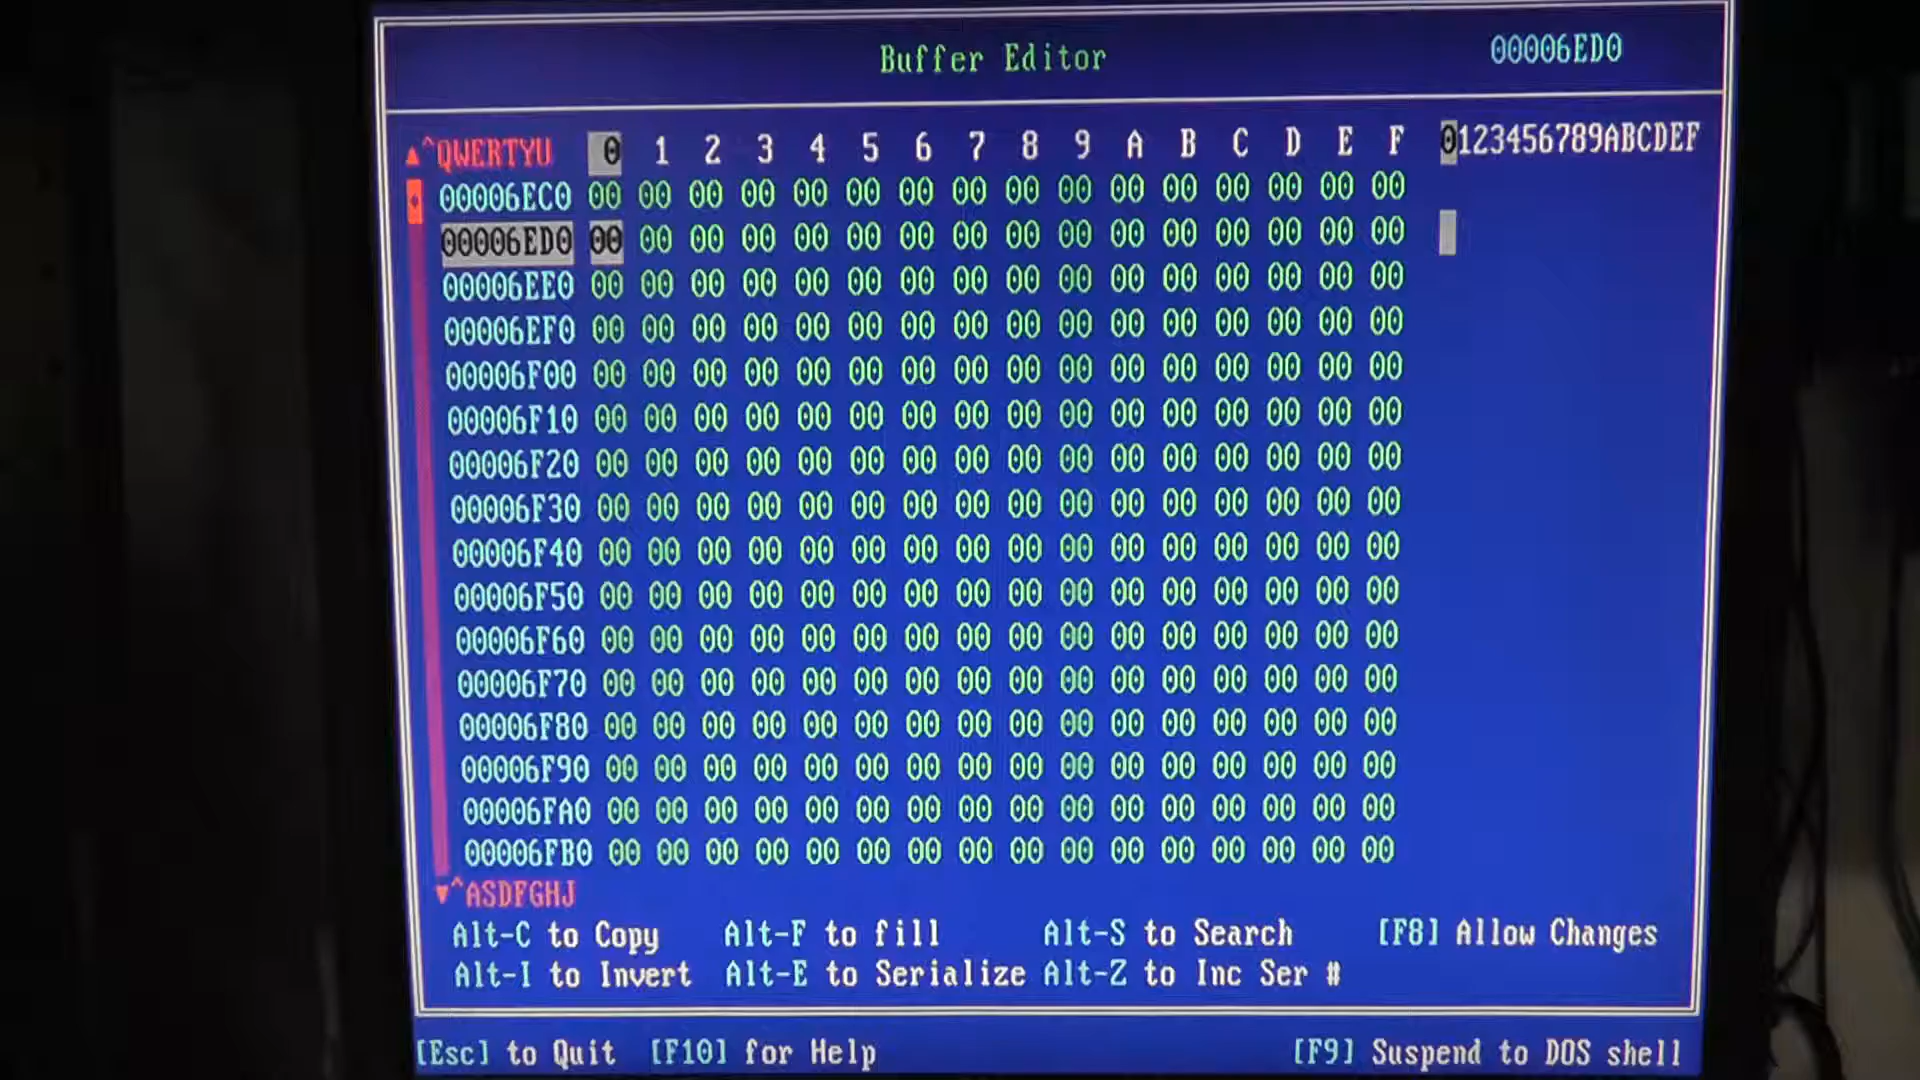 Buffer Editor 00006ED0
▲^QWERTYU 0 1 2 3 4 5 6 7 8 9 A B C D E F 0123456789ABCDEF
00006EC0 00 00 00 00 00 00 00 00 00 00 00 00 00 00 00 00
00006ED0 00 00 00 00 00 00 00 00 00 00 00 00 00 00 00 00
00006EE0 00 00 00 00 00 00 00 00 00 00 00 00 00 00 00 00
00006EF0 00 00 00 00 00 00 00 00 00 00 00 00 00 00 00 00
00006F00 00 00 00 00 00 00 00 00 00 00 00 00 00 00 00 00
00006F10 00 00 00 00 00 00 00 00 00 00 00 00 00 00 00 00
00006F20 00 00 00 00 00 00 00 00 00 00 00 00 00 00 00 00
00006F30 00 00 00 00 00 00 00 00 00 00 00 00 00 00 00 00
00006F40 00 00 00 00 00 00 00 00 00 00 00 00 00 00 00 00
00006F50 00 00 00 00 00 00 00 00 00 00 00 00 00 00 00 00
00006F60 00 00 00 00 00 00 00 00 00 00 00 00 00 00 00 00
00006F70 00 00 00 00 00 00 00 00 00 00 00 00 00 00 00 00
00006F80 00 00 00 00 00 00 00 00 00 00 00 00 00 00 00 00
00006F90 00 00 00 00 00 00 00 00 00 00 00 00 00 00 00 00
00006FA0 00 00 00 00 00 00 00 00 00 00 00 00 00 00 00 00
00006FB0 00 00 00 00 00 00 00 00 00 00 00 00 00 00 00 00
▼^ASDFGHJ
Alt-C to Copy Alt-F to fill Alt-S to Search [F8] Allow Changes
Alt-I to Invert Alt-E to Serialize Alt-Z to Inc Ser #
[Esc] to Quit [F10] for Help [F9] Suspend to DOS shell